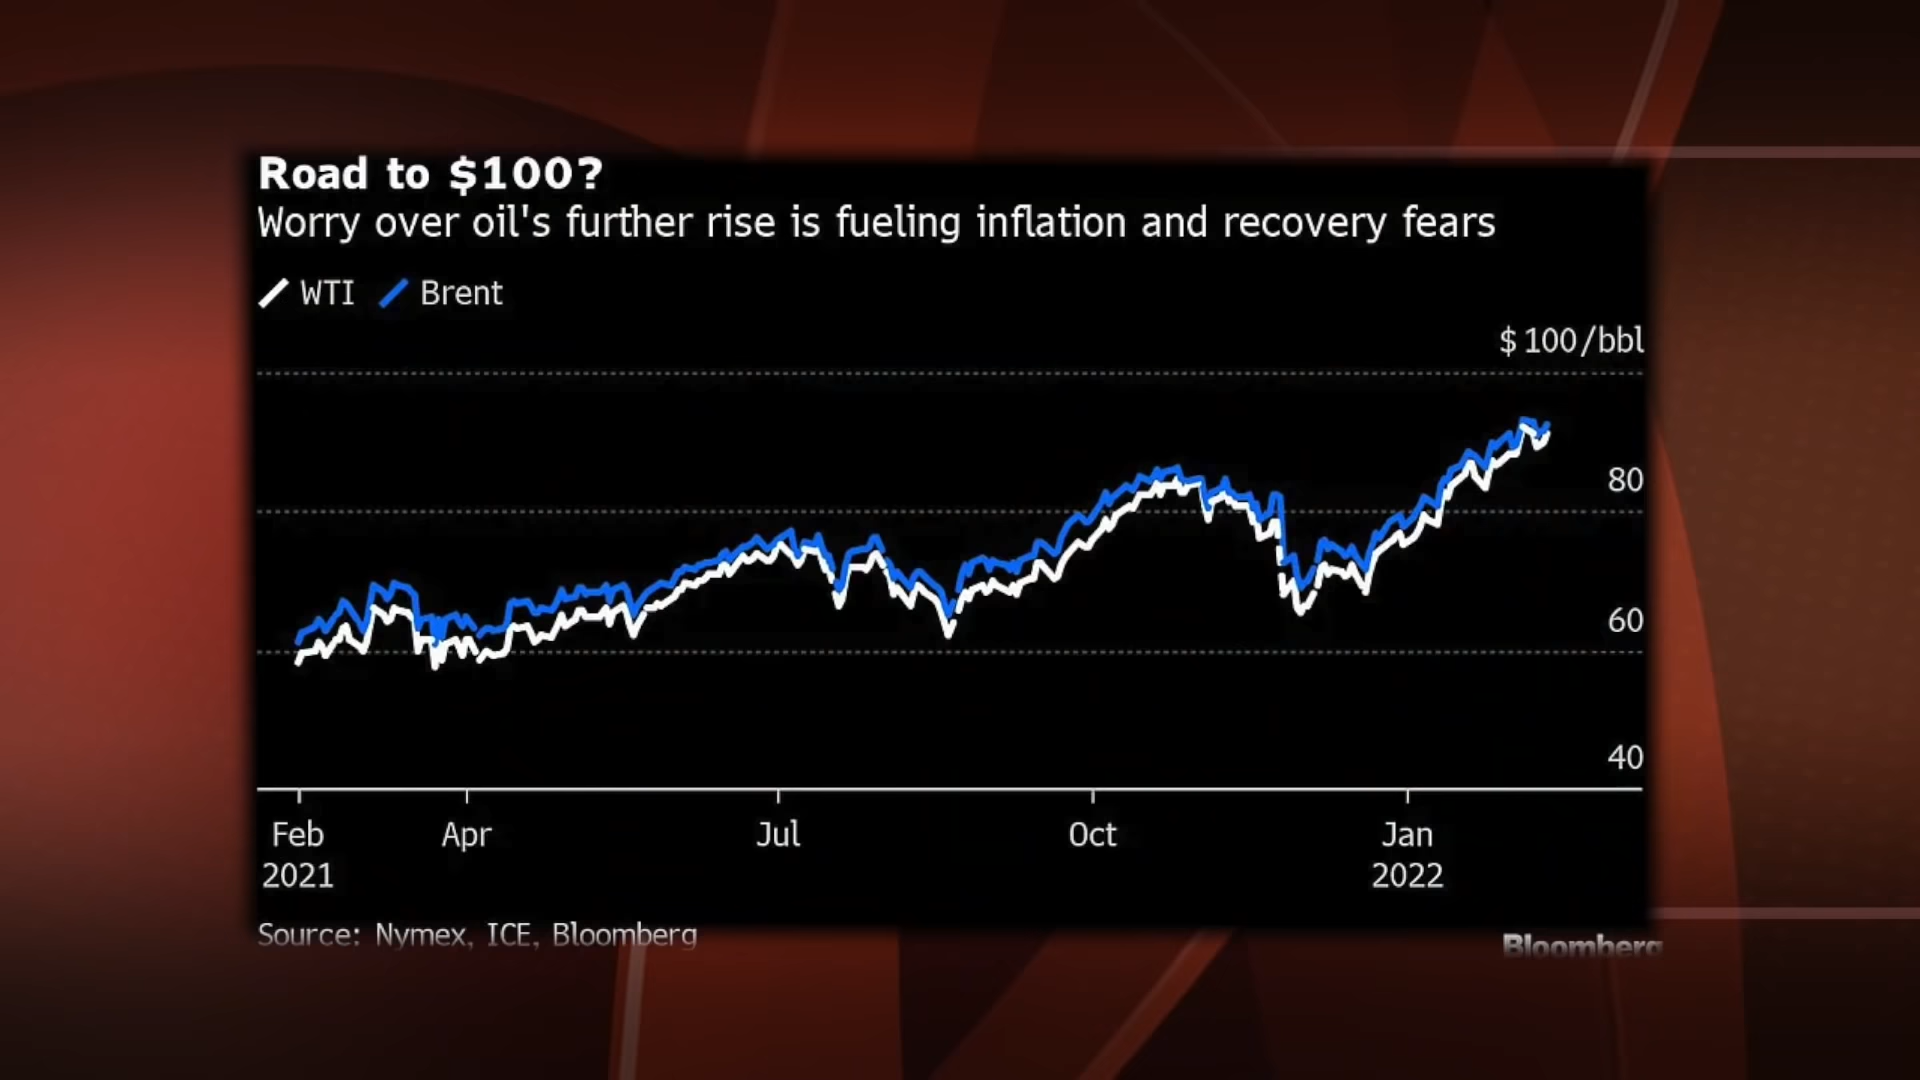 Road to $100?
Worry over oil's further rise is fueling inflation and recovery fears
WTI Brent
$100/bbl
80
60
40
Feb Apr Jul Oct Jan
2021 2022
Source: Nymex, ICE, Bloomberg
Bloomberg